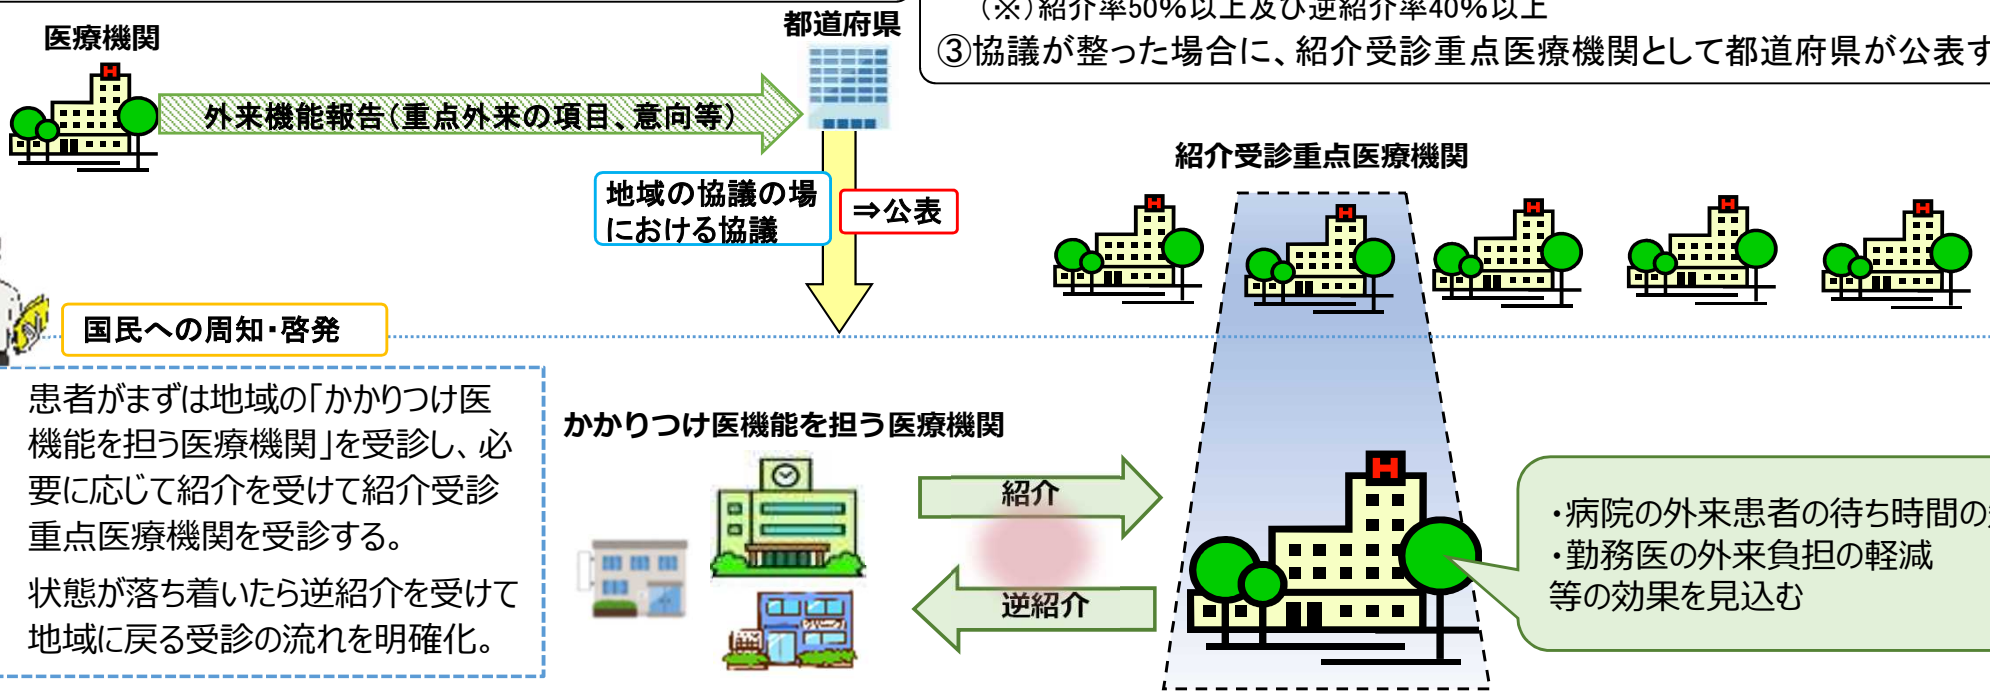 (※)紹介率50%以上及び逆紹介率40%以上
③協議が整った場合に、紹介受診重点医療機関として都道府県が公表す
医療機関
都道府県
外来機能報告(重点外来の項目、意向等)
地域の協議の場
における協議
⇒公表
紹介受診重点医療機関
国民への周知・啓発
患者がまずは地域の「かかりつけ医
機能を担う医療機関」を受診し、必
要に応じて紹介を受けて紹介受診
重点医療機関を受診する。
状態が落ち着いたら逆紹介を受けて
地域に戻る受診の流れを明確化。
かかりつけ医機能を担う医療機関
紹介
逆紹介
・病院の外来患者の待ち時間の
・勤務医の外来負担の軽減
等の効果を見込む